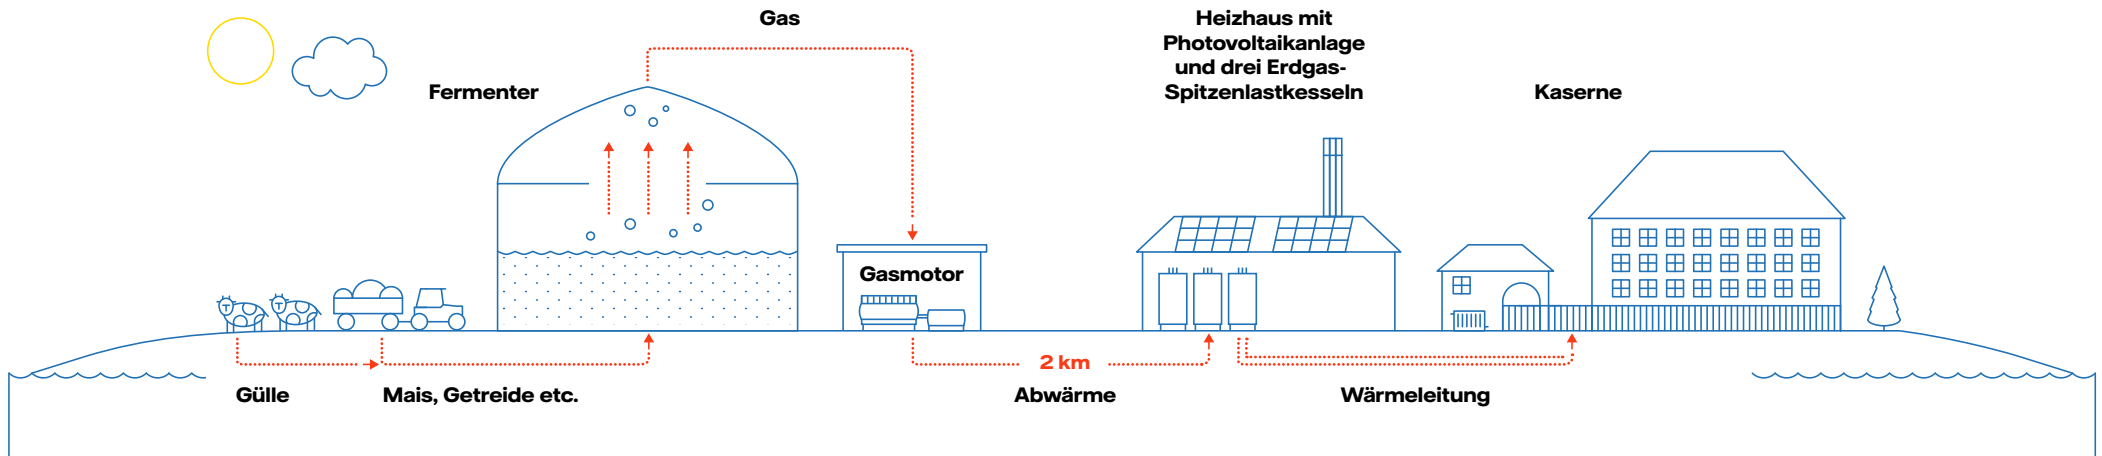 Gas
Heizhaus mit
Photovoltaikanlage
und drei Erdgas-
Spitzenlastkesseln
Fermenter
Kaserne
Gasmotor
2 km
Gülle
Mais, Getreide etc.
Abwärme
Wärmeleitung